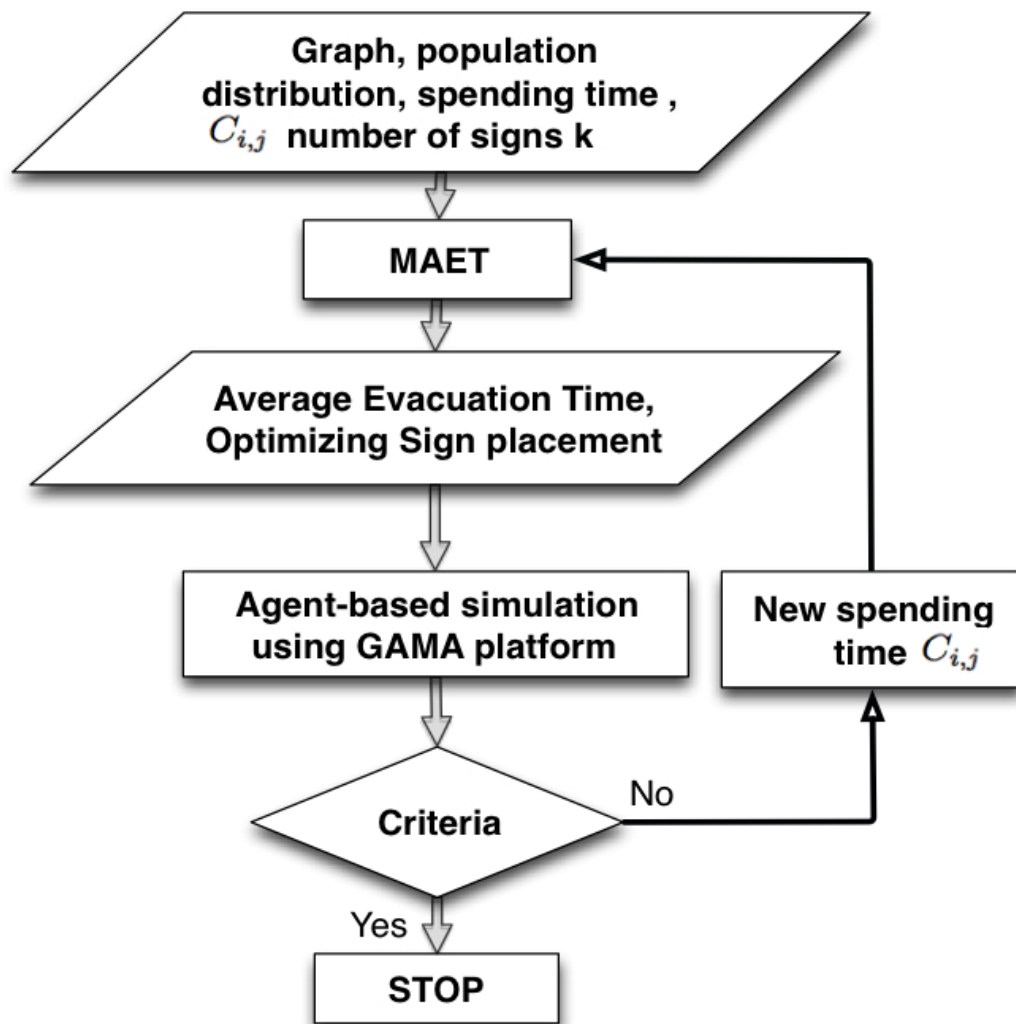 Graph, population
distribution, spending time ,
C_{i,j} number of signs k
MAET
Average Evacuation Time,
Optimizing Sign placement
Agent-based simulation
using GAMA platform
New spending
time C_{i,j}
Criteria
No
Yes
STOP